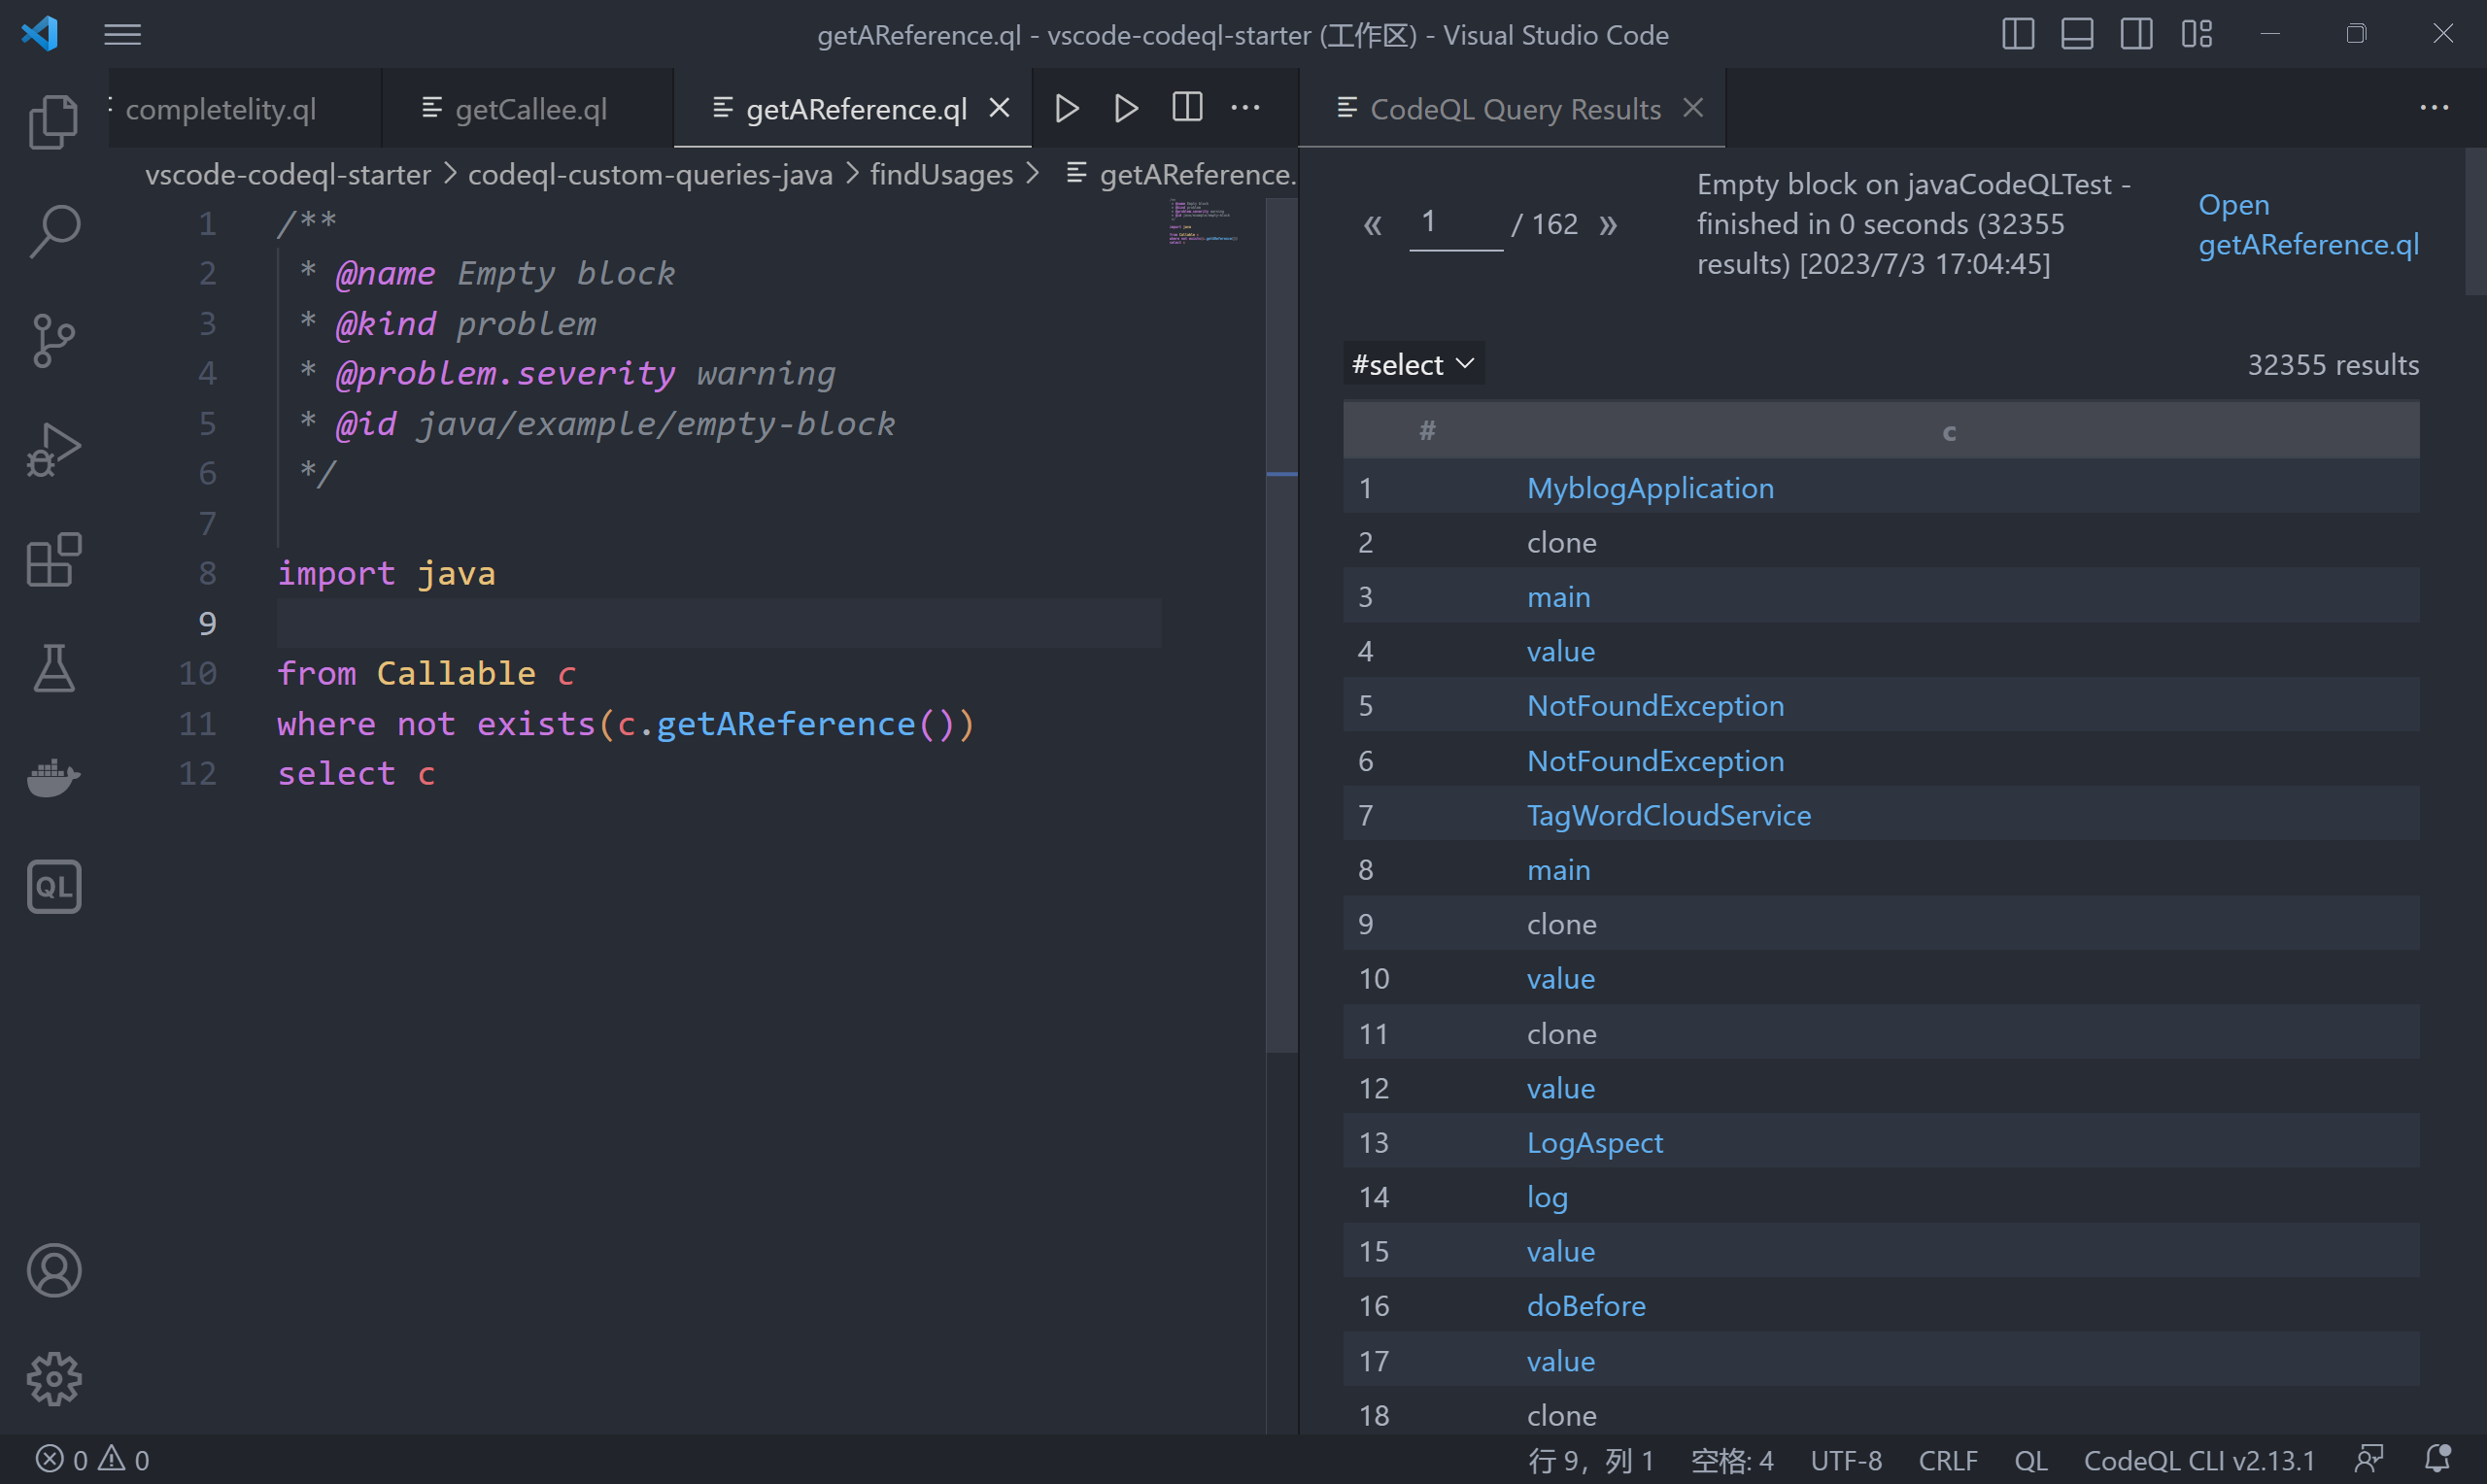 getAReference.ql - vscode-codeql-starter (工作区) - Visual Studio Code
completelity.ql
getCallee.ql
getAReference.ql
CodeQL Query Results
vscode-codeql-starter > codeql-custom-queries-java > findUsages > getAReference.
1 /**
2 * @name Empty block
3 * @kind problem
4 * @problem.severity warning
5 * @id java/example/empty-block
6 */
7
8 import java
9
10 from Callable c
11 where not exists(c.getAReference())
12 select c
« 1 / 162 »
Empty block on javaCodeQLTest -
finished in 0 seconds (32355
results) [2023/7/3 17:04:45]
Open
getAReference.ql
#select
32355 results
# c
1 MyblogApplication
2 clone
3 main
4 value
5 NotFoundException
6 NotFoundException
7 TagWordCloudService
8 main
9 clone
10 value
11 clone
12 value
13 LogAspect
14 log
15 value
16 doBefore
17 value
18 clone
QL
0 0
行 9，列 1 空格: 4 UTF-8 CRLF QL CodeQL CLI v2.13.1